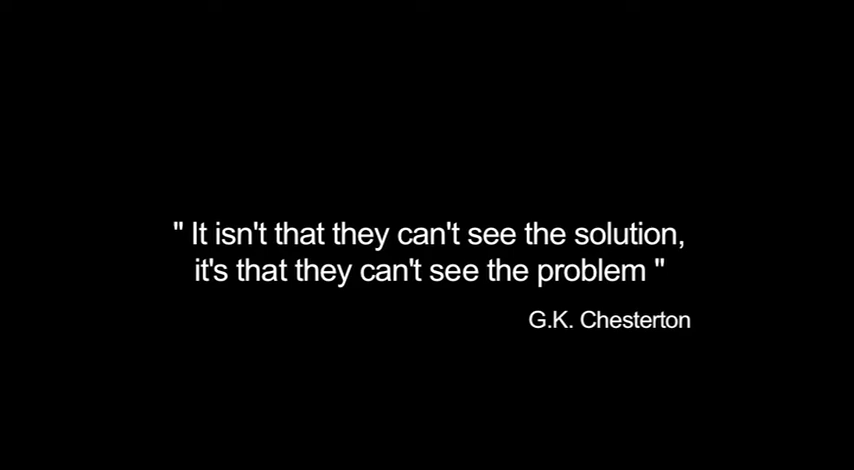 " It isn't that they can't see the solution,
it's that they can't see the problem "
G.K. Chesterton